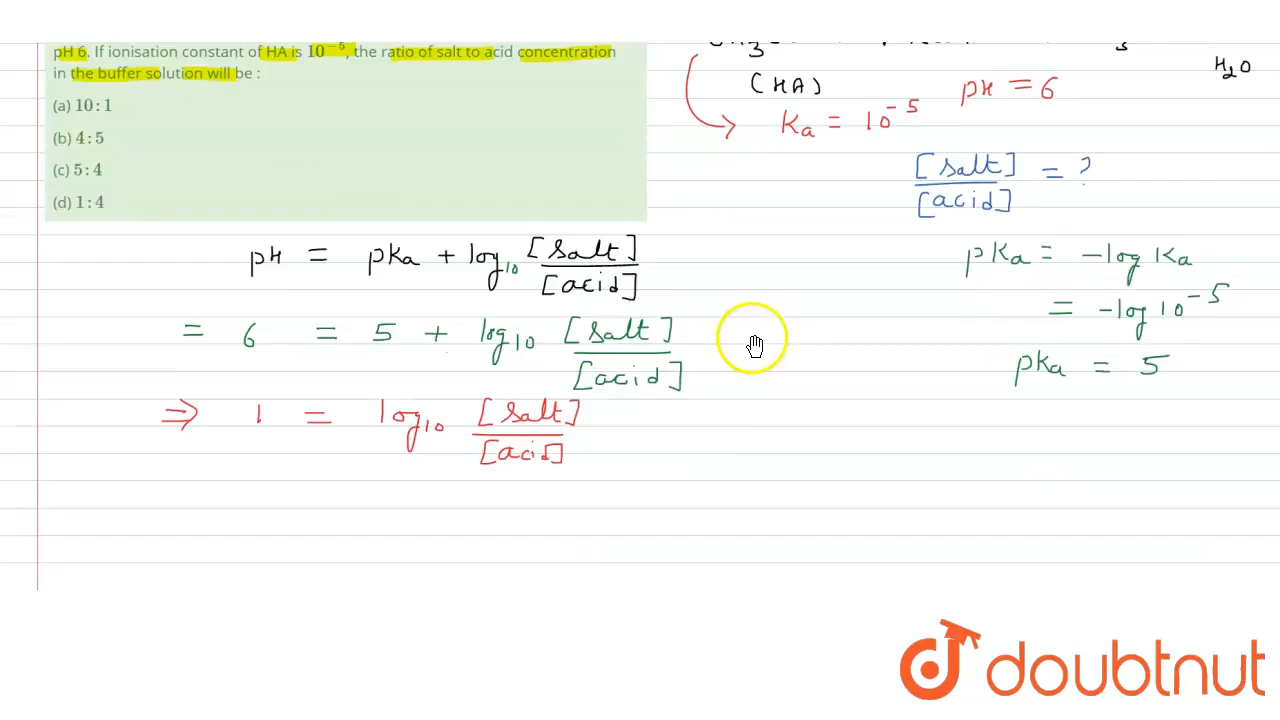 pH 6. If ionisation constant of HA is 10⁻⁵, the ratio of salt to acid concentration
in the buffer solution will be :
(a) 10 : 1
(b) 4 : 5
(c) 5 : 4
(d) 1 : 4
H₂O
(HA)
pH = 6
Ka = 10⁻⁵
[salt]/[acid] = ?
pH = pKa + log₁₀ [Salt]/[acid]
pKa = -log Ka
= -log 10⁻⁵
pKa = 5
= 6 = 5 + log₁₀ [Salt]/[acid]
⇒ 1 = log₁₀ [Salt]/[acid]
doubtnut